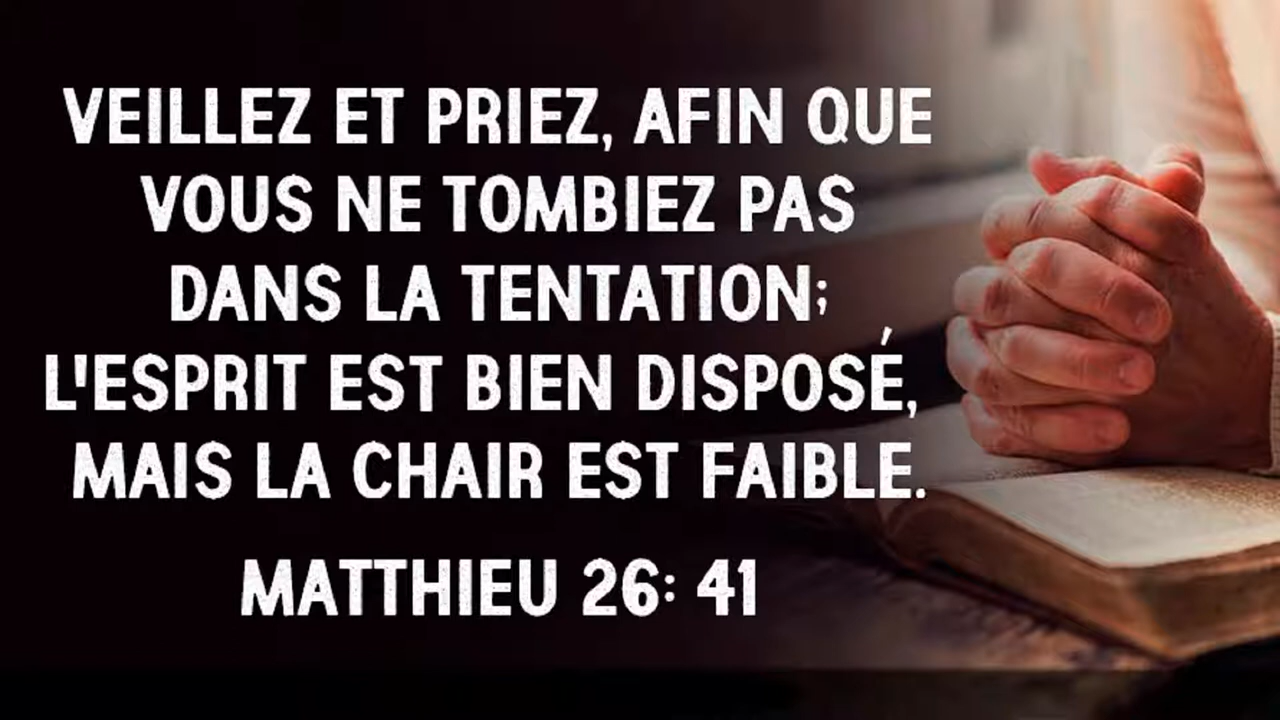 VEILLEZ ET PRIEZ, AFIN QUE
VOUS NE TOMBIEZ PAS
DANS LA TENTATION;
L'ESPRIT EST BIEN DISPOSÉ,
MAIS LA CHAIR EST FAIBLE.
MATTHIEU 26: 41